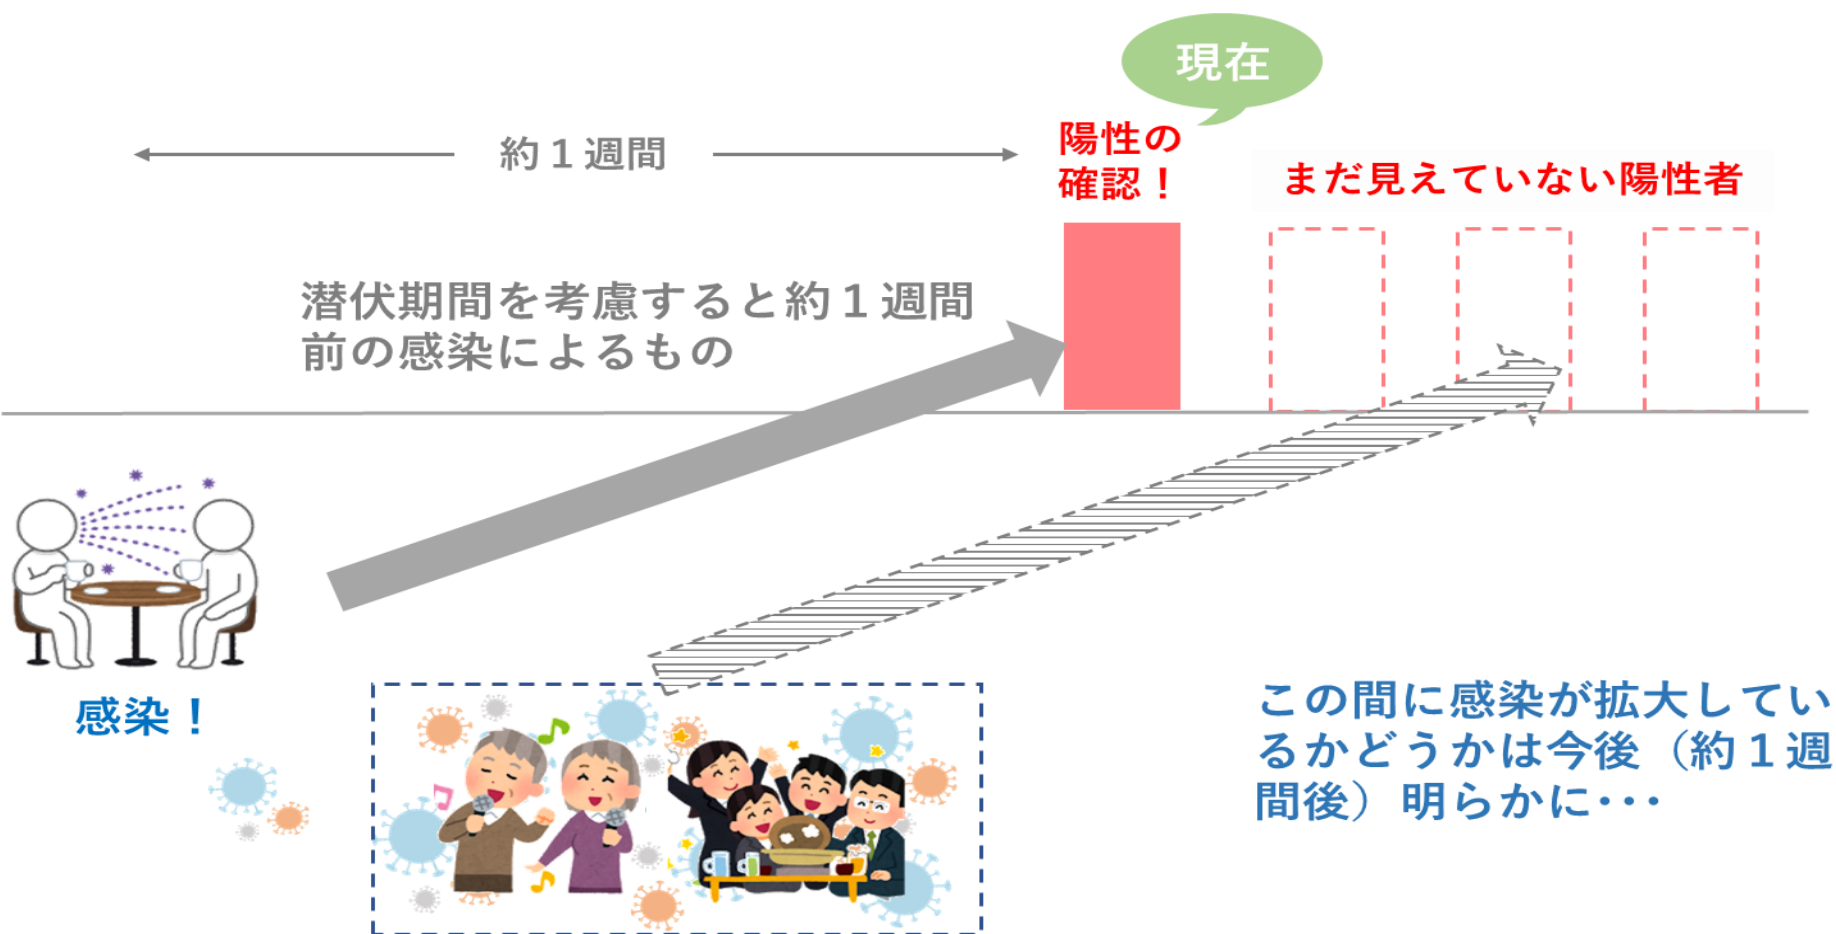 現在
約１週間
陽性の
確認！
まだ見えていない陽性者
潜伏期間を考慮すると約１週間
前の感染によるもの
感染！
この間に感染が拡大してい
るかどうかは今後（約１週
間後）明らかに･･･